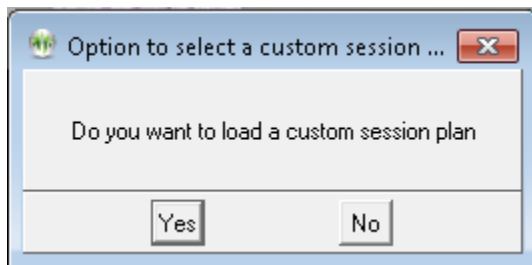 Option to select a custom session ...
Do you want to load a custom session plan
Yes
No